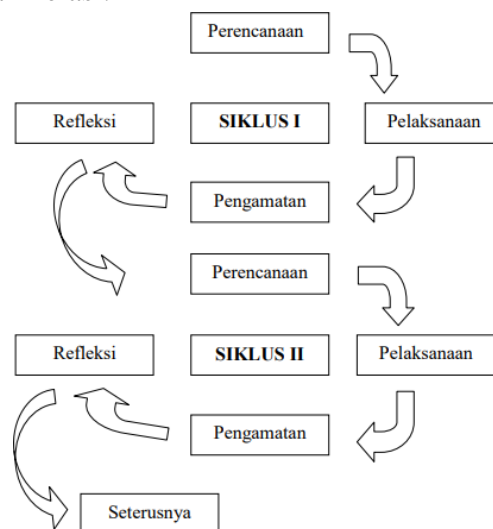 Perencanaan
Refleksi
SIKLUS I
Pelaksanaan
Pengamatan
Perencanaan
Refleksi
SIKLUS II
Pelaksanaan
Pengamatan
Seterusnya